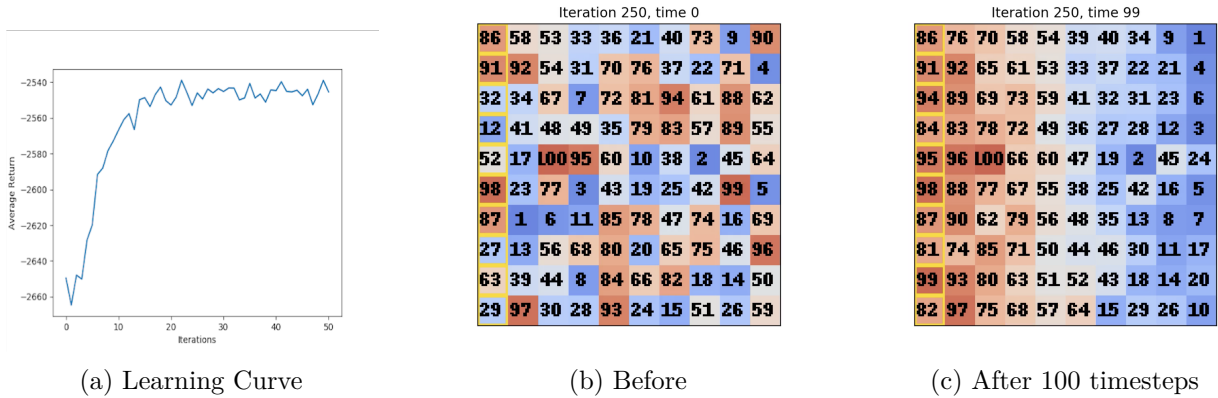 Average Return
−2540
−2560
−2580
−2600
−2620
−2640
−2660
0 10 20 30 40 50
Iterations
(a) Learning Curve
Iteration 250, time 0
86 58 53 33 36 21 40 73 9 90
91 92 54 31 70 76 37 22 71 4
32 34 67 7 72 81 94 61 88 62
12 41 48 49 35 79 83 57 89 55
52 17 100 95 60 10 38 2 45 64
98 23 77 3 43 19 25 42 99 5
87 1 6 11 85 78 47 74 16 69
27 13 56 68 80 20 65 75 46 96
63 39 44 8 84 66 82 18 14 50
29 97 30 28 93 24 15 51 26 59
(b) Before
Iteration 250, time 99
86 76 70 58 54 39 40 34 9 1
91 92 65 61 53 33 37 22 21 4
94 89 69 73 59 41 32 31 23 6
84 83 78 72 49 36 27 28 12 3
95 96 100 66 60 47 19 2 45 24
98 88 77 67 55 38 25 42 16 5
87 90 62 79 56 48 35 13 8 7
81 74 85 71 50 44 46 30 11 17
99 93 80 63 51 52 43 18 14 20
82 97 75 68 57 64 15 29 26 10
(c) After 100 timesteps